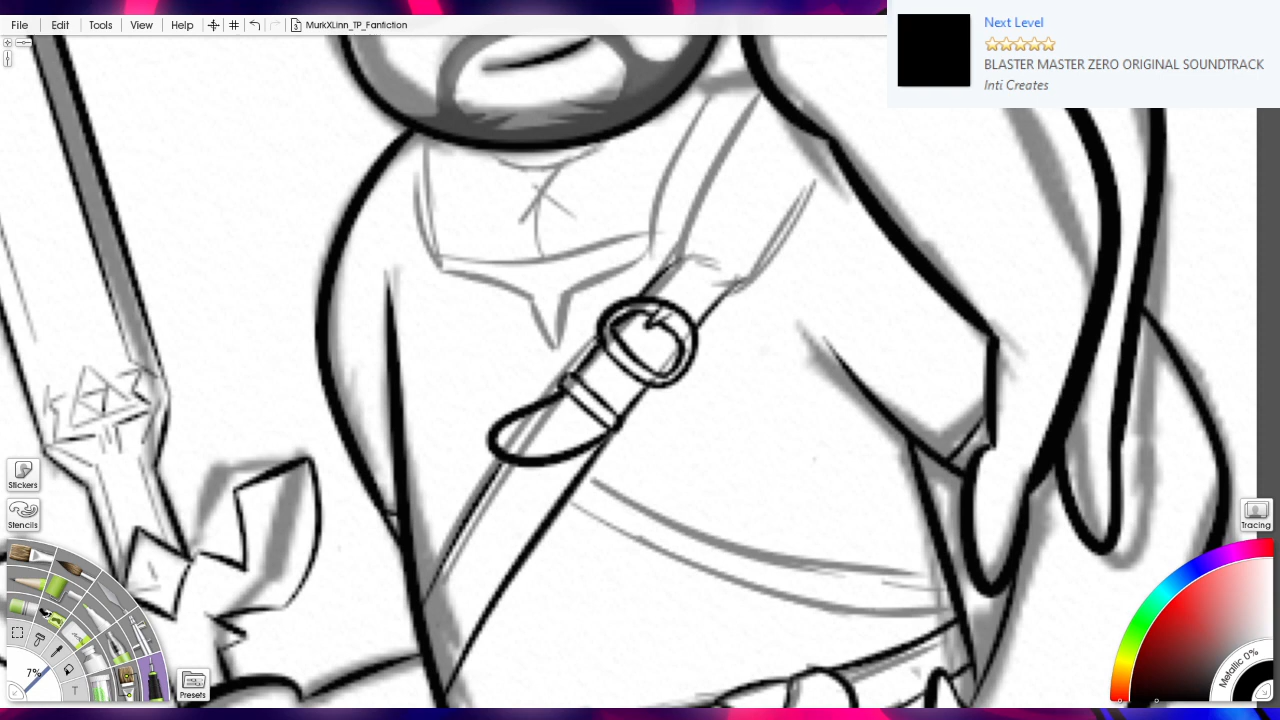 File Edit Tools View Help 3 MurkXLinn_TP_Fanfiction
Next Level
BLASTER MASTER ZERO ORIGINAL SOUNDTRACK
Inti Creates
Stickers
Stencils
Tracing
7%
T
Presets
Metallic 0%